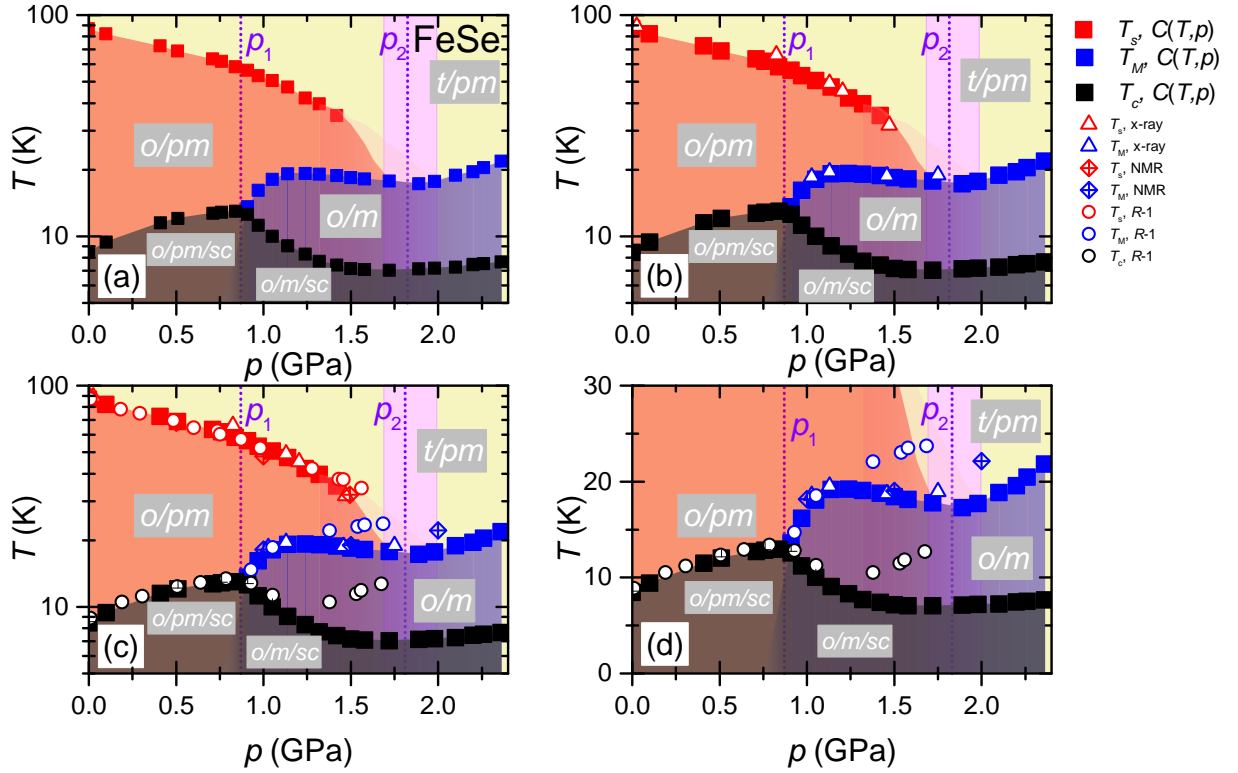 FeSe
100
10
T (K)
p1
p2
t/pm
o/pm
o/m
o/pm/sc
o/m/sc
(a)
0.0 0.5 1.0 1.5 2.0
p (GPa)
100
10
T (K)
p1
p2
t/pm
o/pm
o/m
o/pm/sc
o/m/sc
(b)
0.0 0.5 1.0 1.5 2.0
p (GPa)
Ts, C(T,p)
TM, C(T,p)
Tc, C(T,p)
Ts, x-ray
TM, x-ray
Ts, NMR
TM, NMR
Ts, R-1
TM, R-1
Tc, R-1
100
10
T (K)
p1
p2
t/pm
o/pm
o/m
o/pm/sc
o/m/sc
(c)
0.0 0.5 1.0 1.5 2.0
p (GPa)
30
20
10
0
T (K)
p1
p2
t/pm
o/pm
o/m
o/pm/sc
o/m/sc
(d)
0.0 0.5 1.0 1.5 2.0
p (GPa)